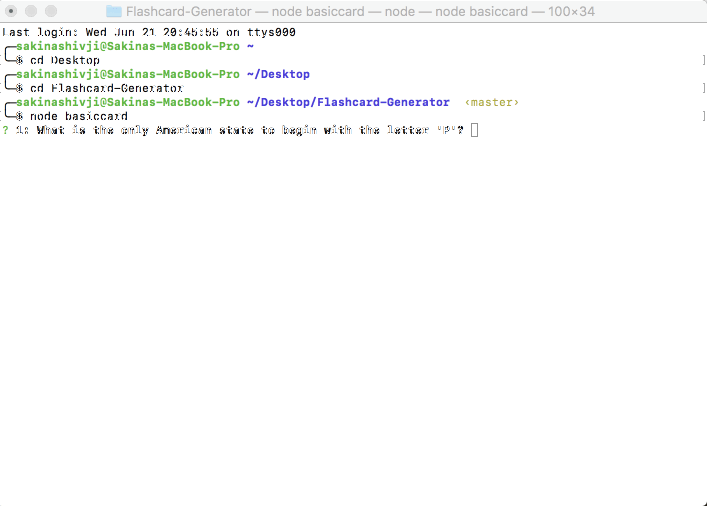 Flashcard-Generator — node basiccard — node — node basiccard — 100×34
Last login: Wed Jun 21 20:45:55 on ttys000
sakinashivji@Sakinas-MacBook-Pro ~
$ cd Desktop
sakinashivji@Sakinas-MacBook-Pro ~/Desktop
$ cd Flashcard-Generator
sakinashivji@Sakinas-MacBook-Pro ~/Desktop/Flashcard-Generator ‹master›
$ node basiccard
? 1: What is the only American state to begin with the letter 'P'?